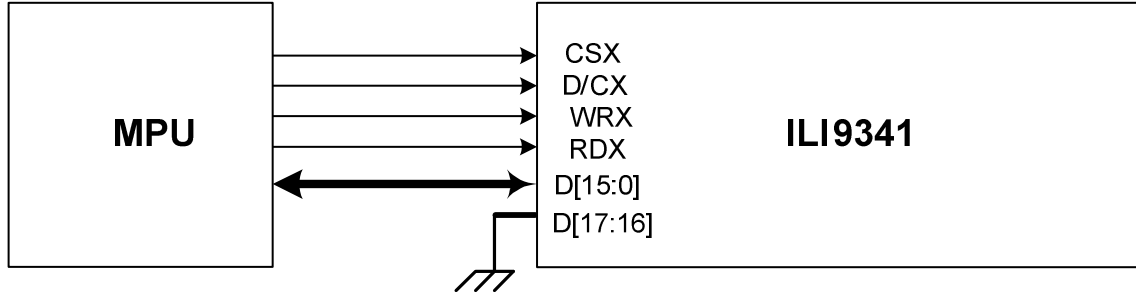 MPU
CSX
D/CX
WRX
RDX
D[15:0]
D[17:16]
ILI9341